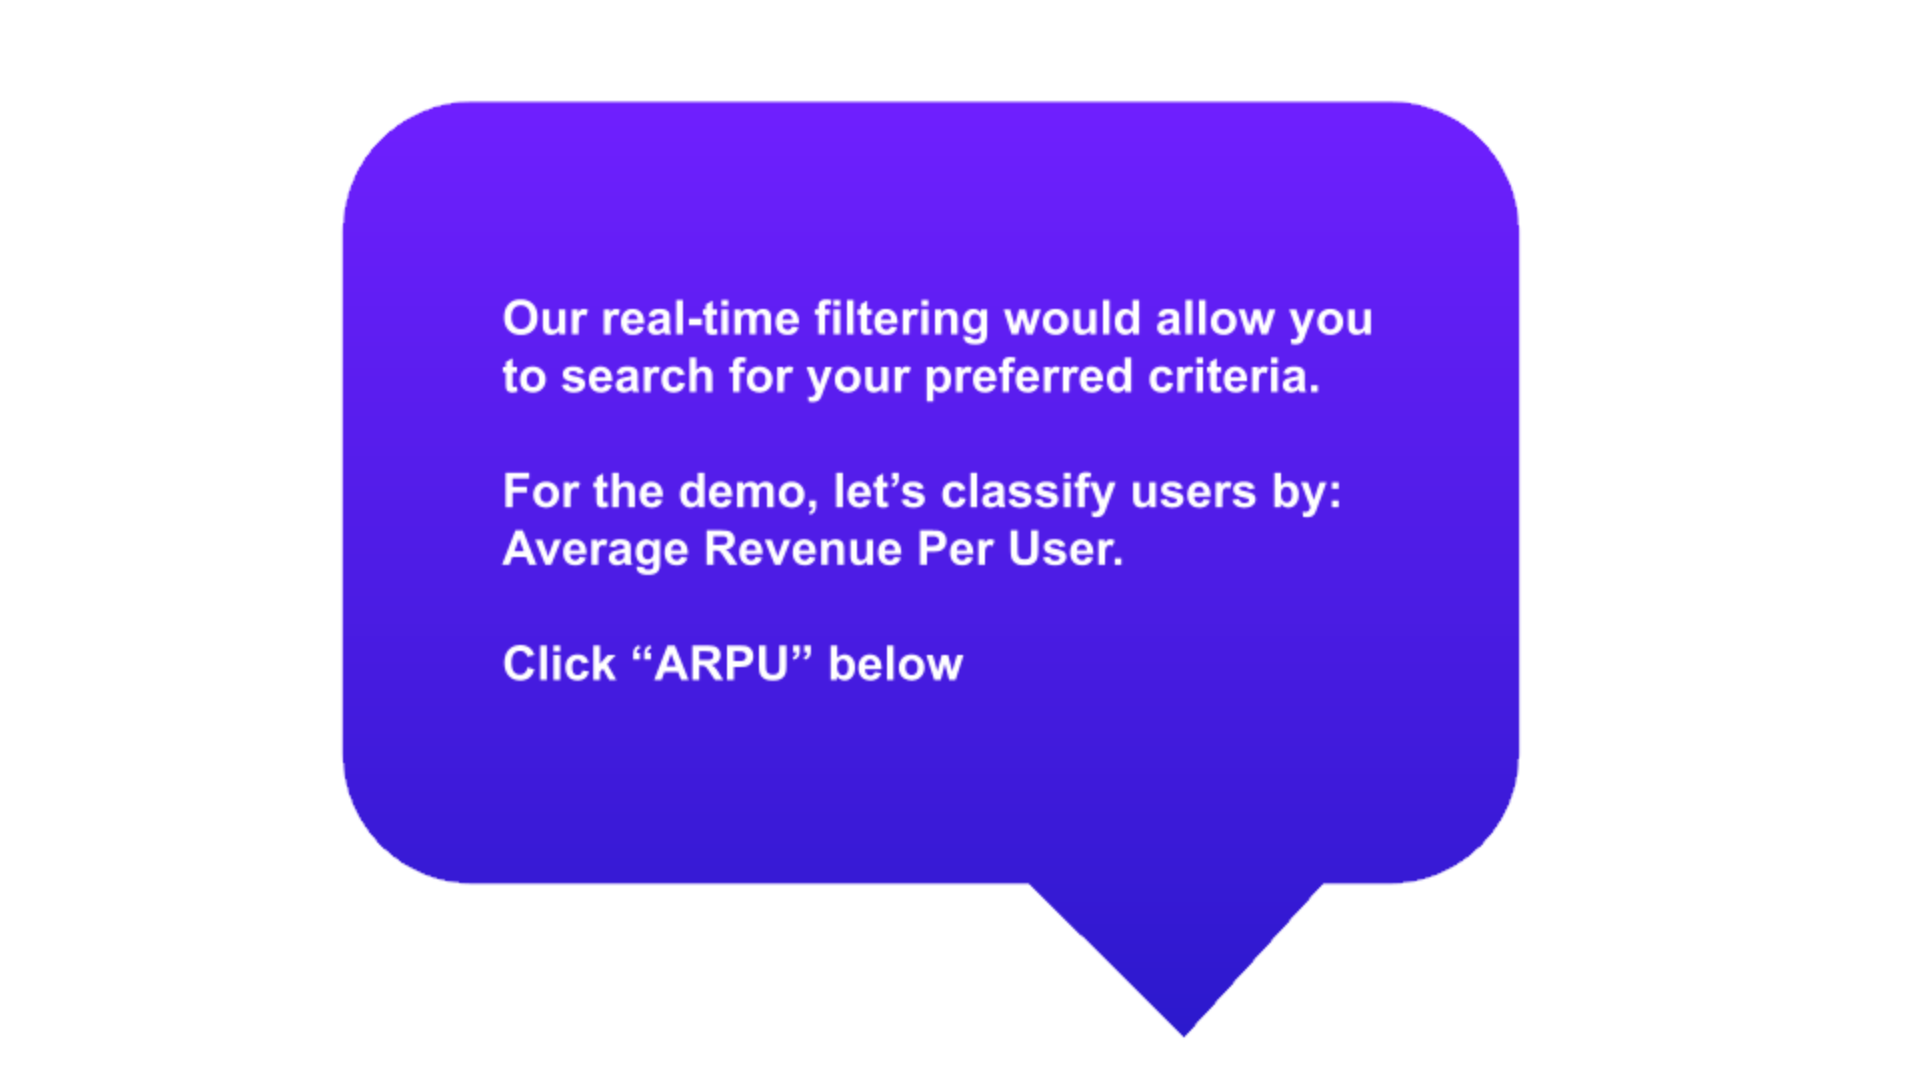 Our real-time filtering would allow you
to search for your preferred criteria.
For the demo, let’s classify users by:
Average Revenue Per User.
Click “ARPU” below